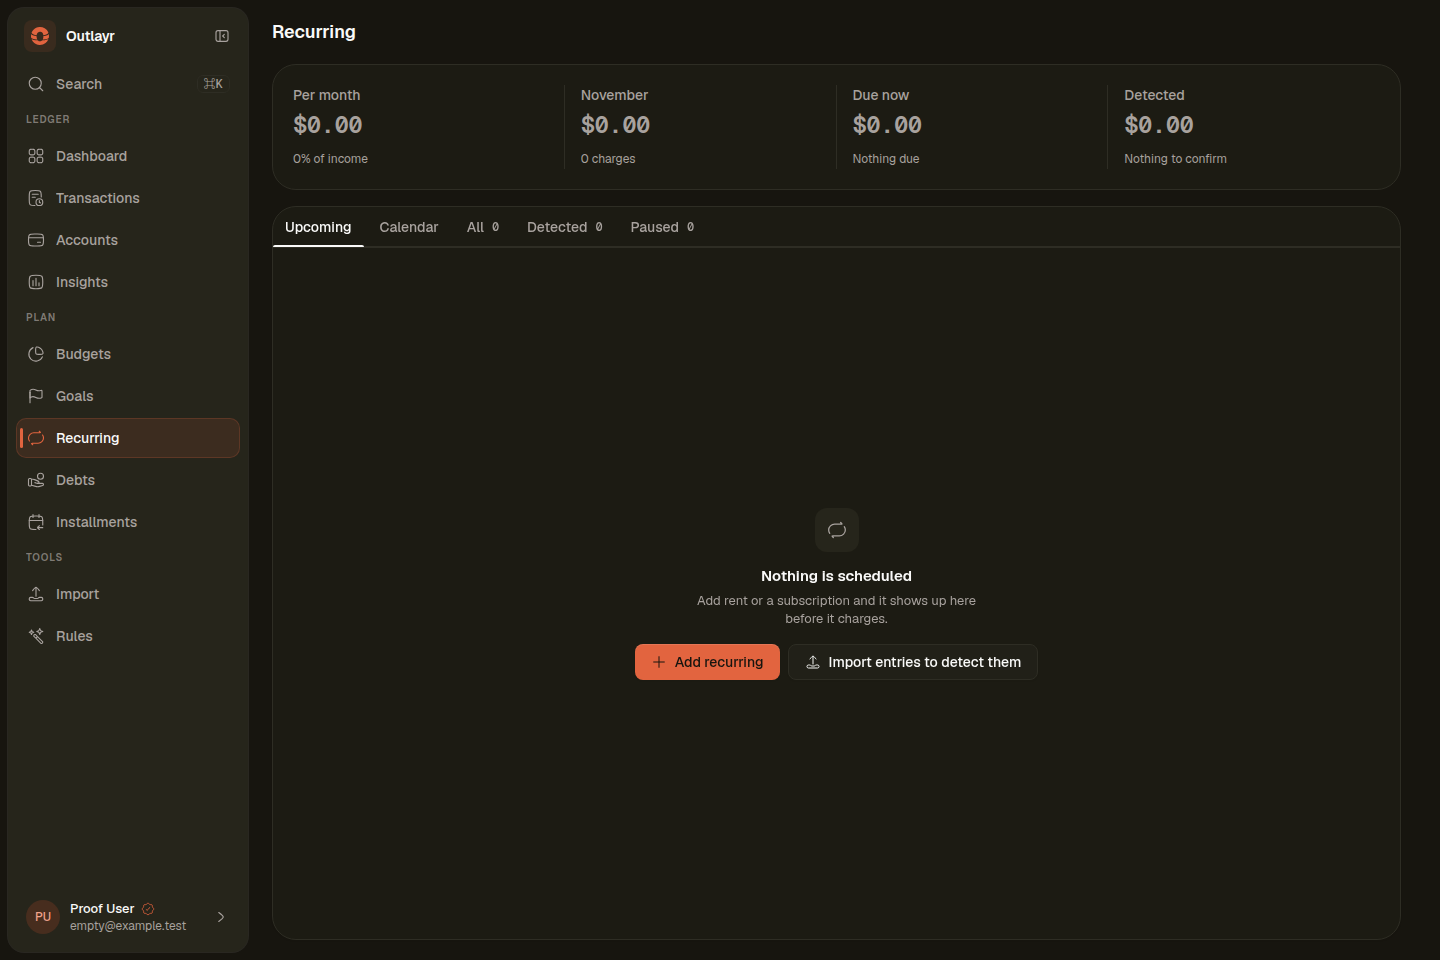 Outlayr
Search ⌘K
LEDGER
Dashboard
Transactions
Accounts
Insights
PLAN
Budgets
Goals
Recurring
Debts
Installments
TOOLS
Import
Rules
PU
Proof User
empty@example.test
Recurring
Per month
$0.00
0% of income
November
$0.00
0 charges
Due now
$0.00
Nothing due
Detected
$0.00
Nothing to confirm
Upcoming Calendar All 0 Detected 0 Paused 0
Nothing is scheduled
Add rent or a subscription and it shows up here
before it charges.
Add recurring
Import entries to detect them